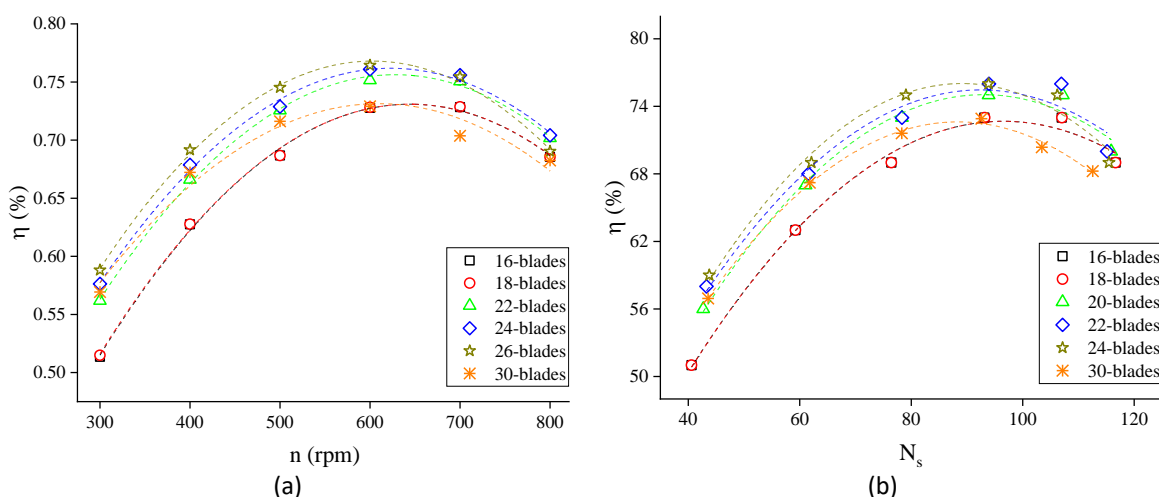 0.80
0.75
0.70
0.65
0.60
0.55
0.50
η (%)
300 400 500 600 700 800
n (rpm)
16-blades
18-blades
22-blades
24-blades
26-blades
30-blades
(a)
80
74
68
62
56
50
η (%)
40 60 80 100 120
Ns
16-blades
18-blades
20-blades
22-blades
24-blades
30-blades
(b)